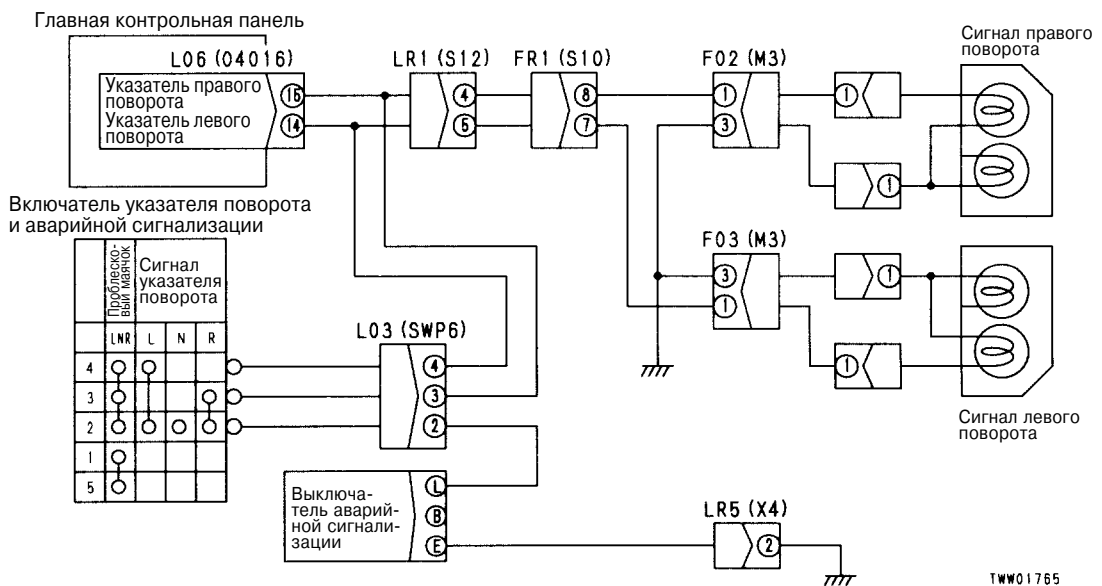 Главная контрольная панель
L06 (04016)
LR1 (S12)
FR1 (S10)
F02 (M3)
Сигнал правого
поворота
Указатель правого
поворота
Указатель левого
поворота
15
14
4
5
8
7
1
3
1
1
Включатель указателя поворота
и аварийной сигнализации
F03 (M3)
3
1
1
1
Проблеско-
вый маячок
Сигнал
указателя
поворота
LNR L N R
4
3
2
1
5
L03 (SWP6)
4
3
2
Сигнал левого
поворота
Выключа-
тель аварий-
ной сигнали-
зации
L
B
E
LR5 (X4)
2
TWW01765